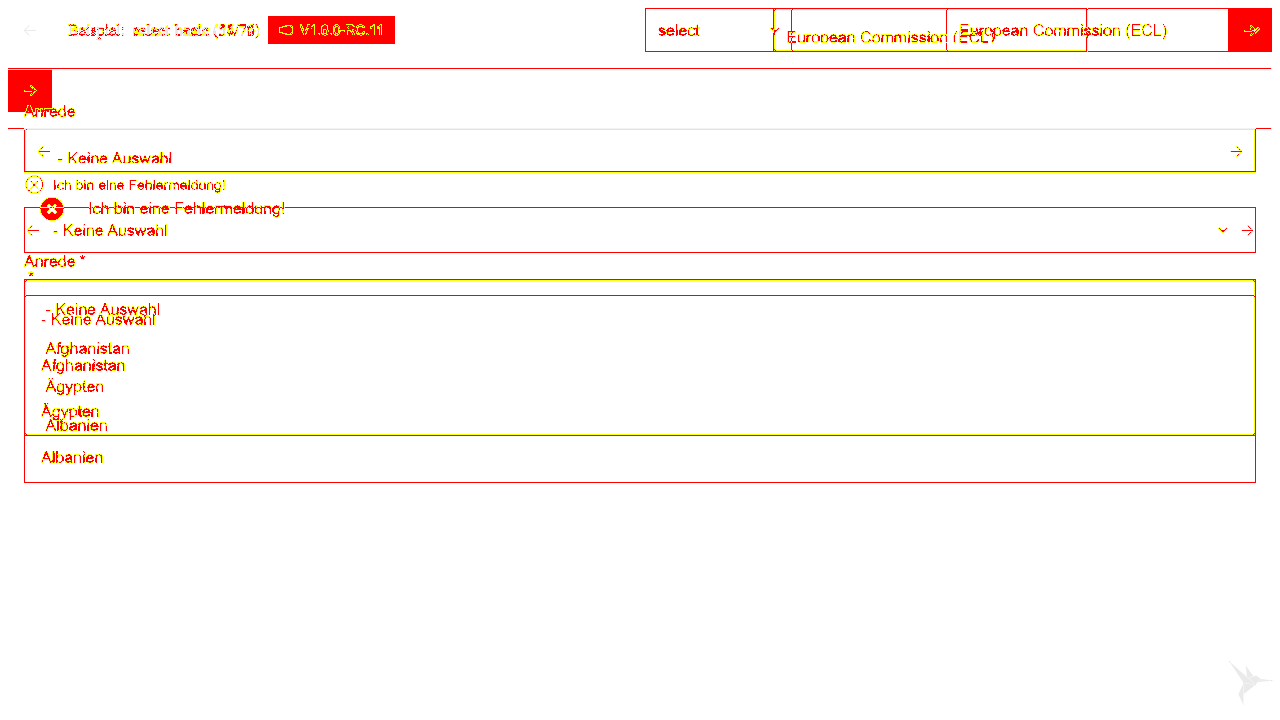 Beispiel: select basic (59/79) V1.0.0-RC.11 select European Commission (ECL) European Commission (ECL)
Anrede
- Keine Auswahl
Ich bin eine Fehlermeldung!
Ich bin eine Fehlermeldung!
- Keine Auswahl
Anrede *
*
- Keine Auswahl
- Keine Auswahl
Afghanistan
Afghanistan
Ägypten
Ägypten
Albanien
Albanien